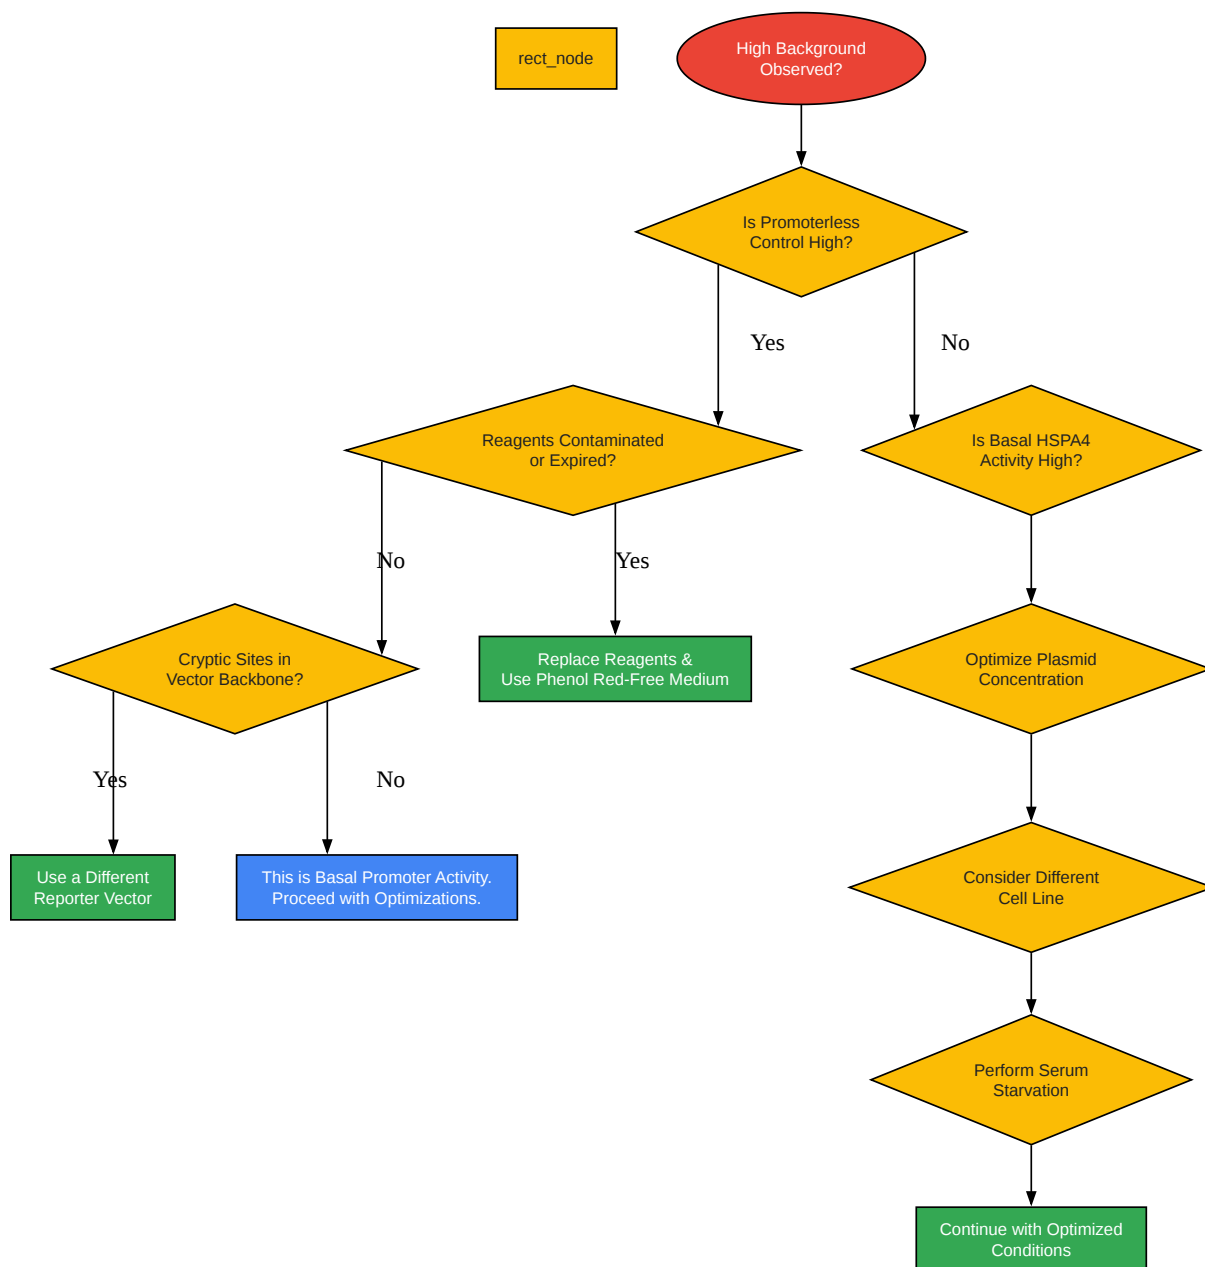 rect_node
High Background
Observed?
Is Promoterless
Control High?
Yes
No
Reagents Contaminated
or Expired?
Is Basal HSPA4
Activity High?
No
Yes
Cryptic Sites in
Vector Backbone?
Replace Reagents &
Use Phenol Red-Free Medium
Optimize Plasmid
Concentration
Yes
No
Use a Different
Reporter Vector
This is Basal Promoter Activity.
Proceed with Optimizations.
Consider Different
Cell Line
Perform Serum
Starvation
Continue with Optimized
Conditions